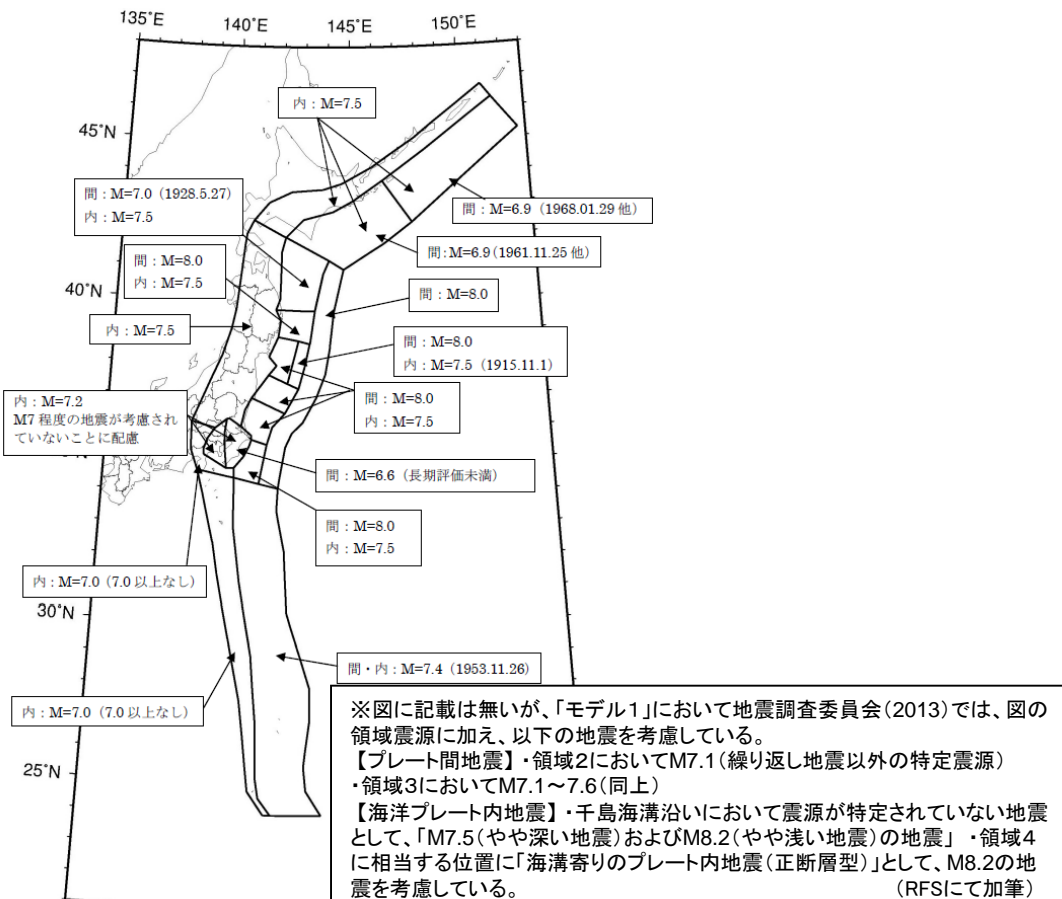 135˚E
140˚E
145˚E
150˚E
内：M=7.5
45˚N
間：M=7.0（1928.5.27）
内：M=7.5
間：M=6.9（1968.01.29 他）
間：M=6.9（1961.11.25 他）
間：M=8.0
内：M=7.5
40˚N
間：M=8.0
内：M=7.5
間：M=8.0
内：M=7.5（1915.11.1）
間：M=8.0
内：M=7.5
内：M=7.2
M7 程度の地震が考慮され
ていないことに配慮
間：M=6.6（長期評価未満）
間：M=8.0
内：M=7.5
内：M=7.0（7.0 以上なし）
30˚N
間・内：M=7.4（1953.11.26）
内：M=7.0（7.0 以上なし）
25˚N
※図に記載は無いが、「モデル１」において地震調査委員会(2013)では、図の
領域震源に加え、以下の地震を考慮している。
【プレート間地震】・領域２においてM7.1（繰り返し地震以外の特定震源）
・領域３においてM7.1～7.6（同上）
【海洋プレート内地震】・千島海溝沿いにおいて震源が特定されていない地震
として、「M7.5（やや深い地震）およびM8.2（やや浅い地震）の地震」 ・領域４
に相当する位置に「海溝寄りのプレート内地震（正断層型）」として、M8.2の地
震を考慮している。
（RFSにて加筆）